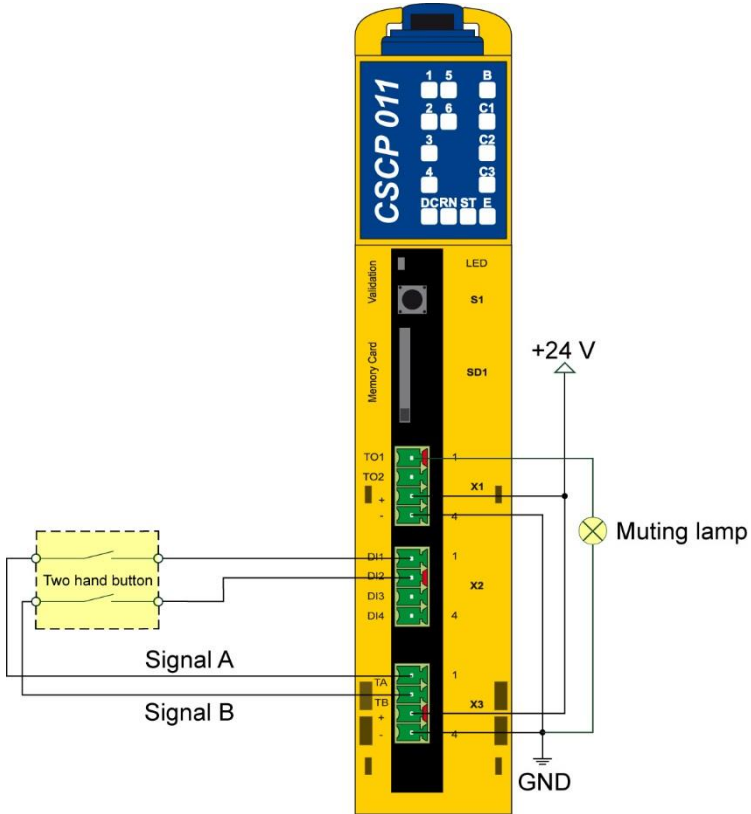 CSCP 011
1 5 B
2 6 C1
3 C2
4 C3
DC RN ST E
Validation
LED
S1
Memory Card
SD1
+24 V
TO1
1
TO2
X1
+
-
4
Muting lamp
Two hand button
DI1
1
DI2
X2
DI3
DI4
4
Signal A
TA
1
Signal B
TB
X3
+
-
4
GND